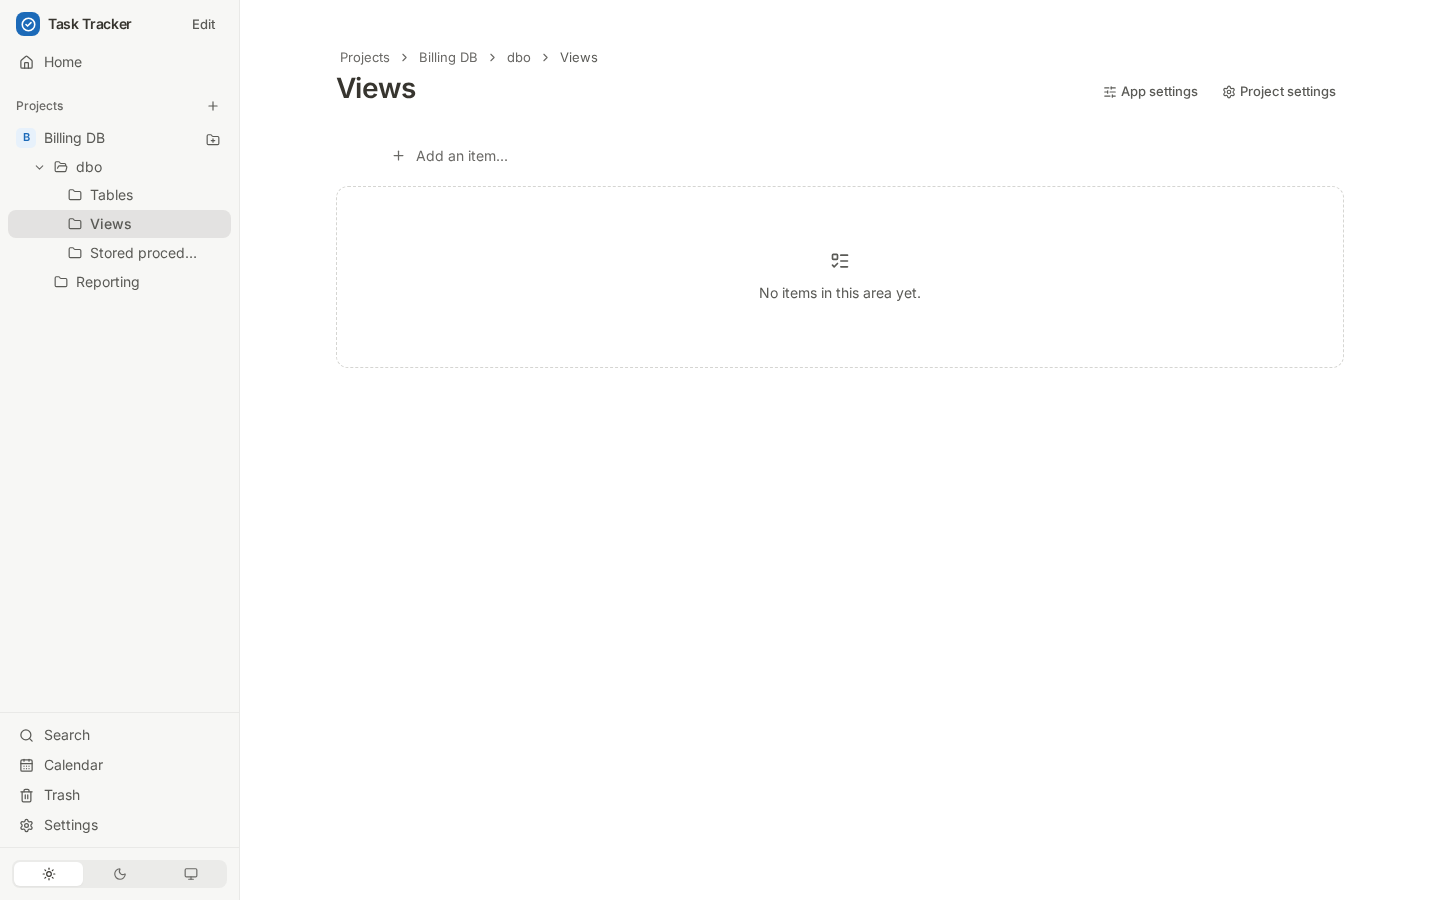 Task Tracker
Edit
Home
Projects
B Billing DB
dbo
Tables
Views
Stored proced...
Reporting
Search
Calendar
Trash
Settings
Projects > Billing DB > dbo > Views
Views
App settings
Project settings
Add an item...
No items in this area yet.